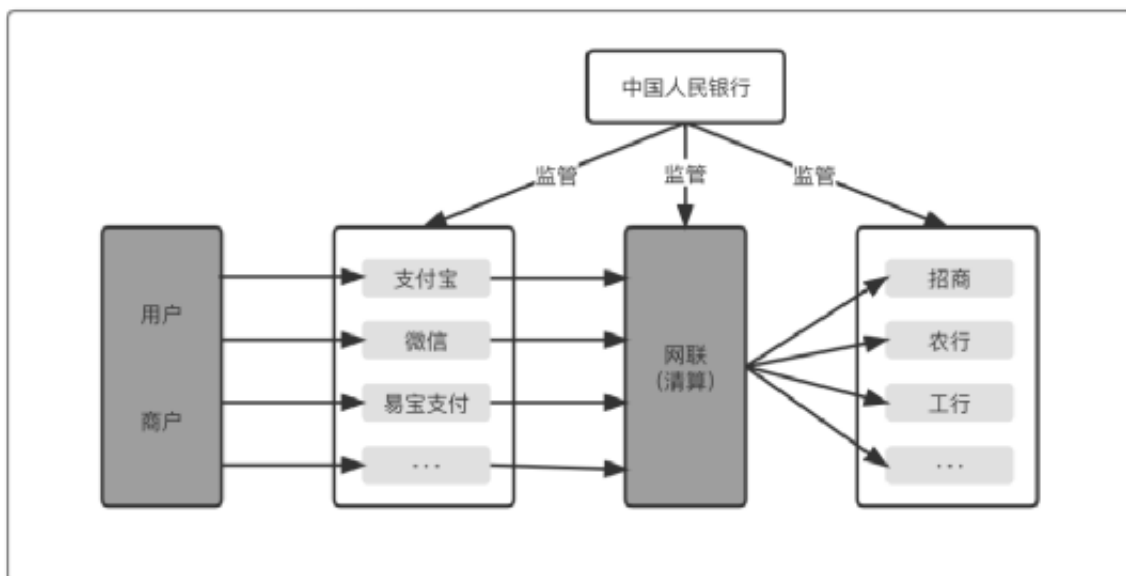 中国人民银行
监管
监管
监管
用户
商户
支付宝
微信
易宝支付
...
网联
(清算)
招商
农行
工行
...